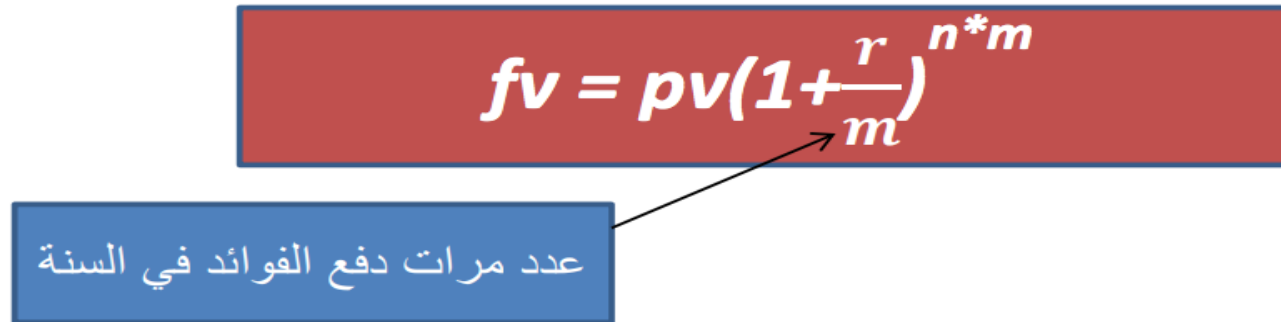 fv = pv(1+r/m)^n*m
عدد مرات دفع الفوائد في السنة